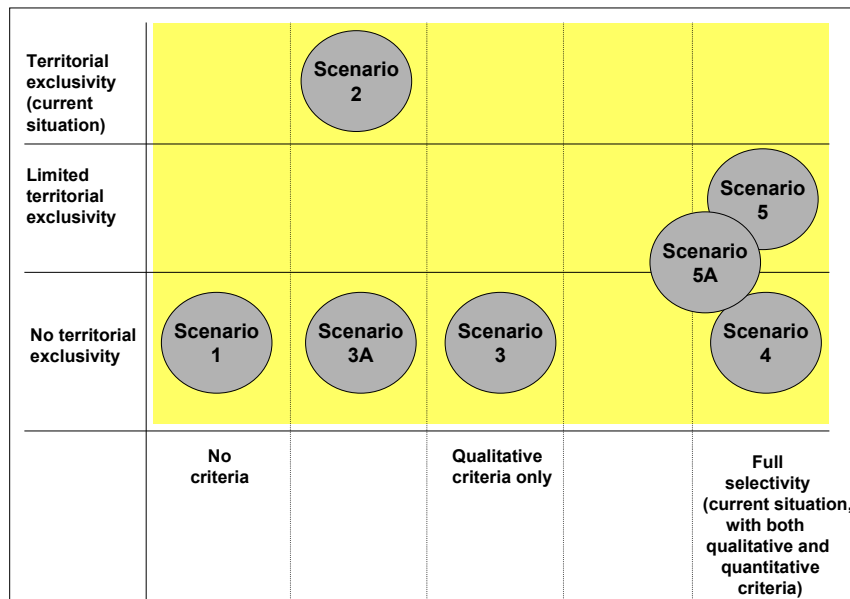 Territorial
exclusivity
(current
situation)
Scenario
2
Limited
territorial
exclusivity
Scenario
5
Scenario
5A
No territorial
exclusivity
Scenario
1
Scenario
3A
Scenario
3
Scenario
4
No
criteria
Qualitative
criteria only
Full
selectivity
(current situation,
with both
qualitative and
quantitative
criteria)